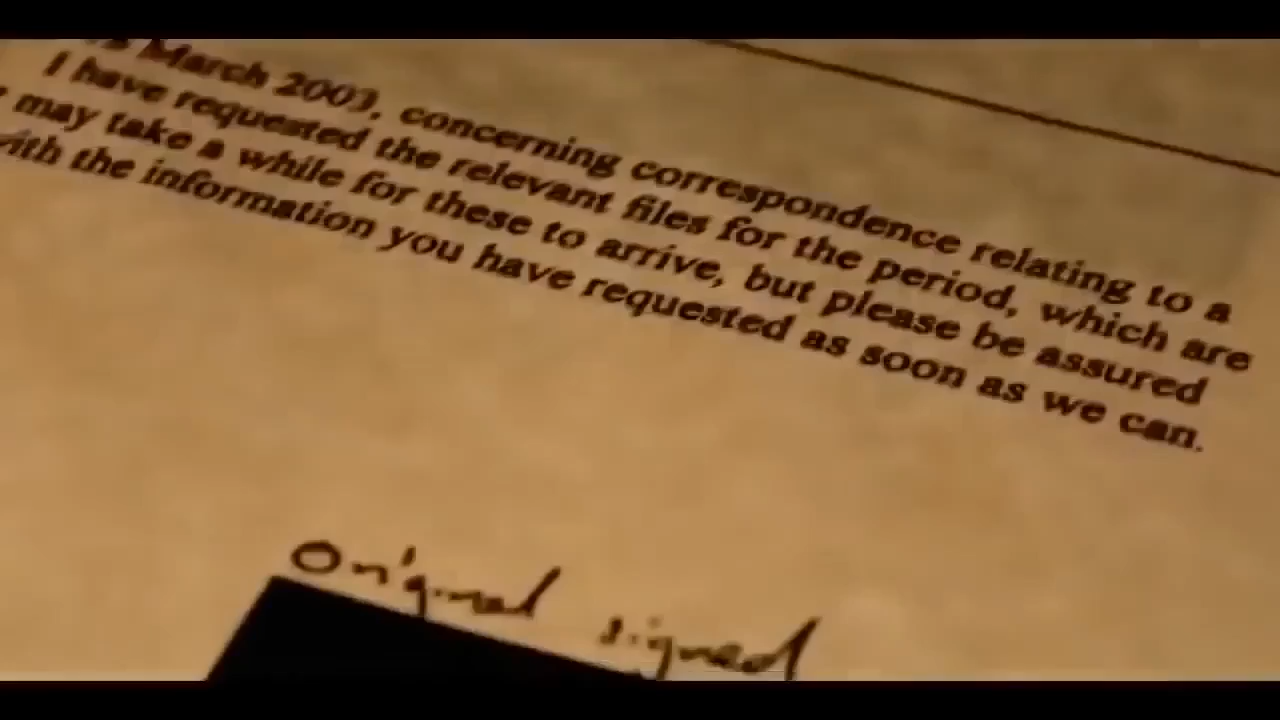 March 2003, concerning correspondence relating to a
I have requested the relevant files for the period, which are
may take a while for these to arrive, but please be assured
with the information you have requested as soon as we can.
Original signed